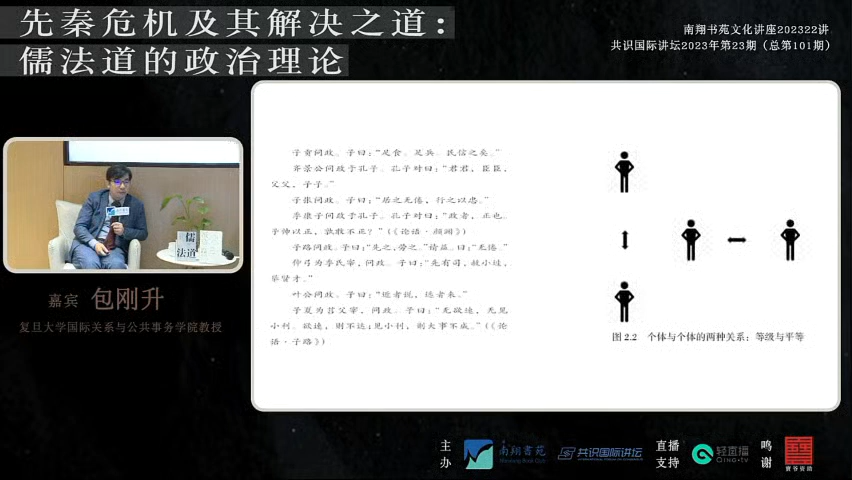 先秦危机及其解决之道：
儒法道的政治理论
南翔书苑文化讲座202322讲
共识国际讲坛2023年第23期（总第101期）
儒
法道
嘉宾 包刚升
复旦大学国际关系与公共事务学院教授
子贡问政。子曰：“足食。足兵。民信之矣。”
齐景公问政于孔子。孔子对曰：“君君，臣臣，
父父，子子。”
子张问政。子曰：“居之无倦，行之以忠。”
季康子问政于孔子。孔子对曰：“政者，正也。
子帅以正，孰敢不正？”（《论语·颜渊》）
子路问政。子曰：“先之，劳之。”请益。曰：“无倦。”
仲弓为季氏宰，问政。子曰：“先有司，赦小过，
举贤才。”
叶公问政。子曰：“近者说，远者来。”
子夏为莒父宰，问政。子曰：“无欲速，无见
小利。欲速，则不达；见小利，则大事不成。”（《论
语·子路》）
图 2.2 个体与个体的两种关系：等级与平等
主办
南翔书苑
共识国际讲坛
直播支持
轻直播
Qing·tv
鸣谢